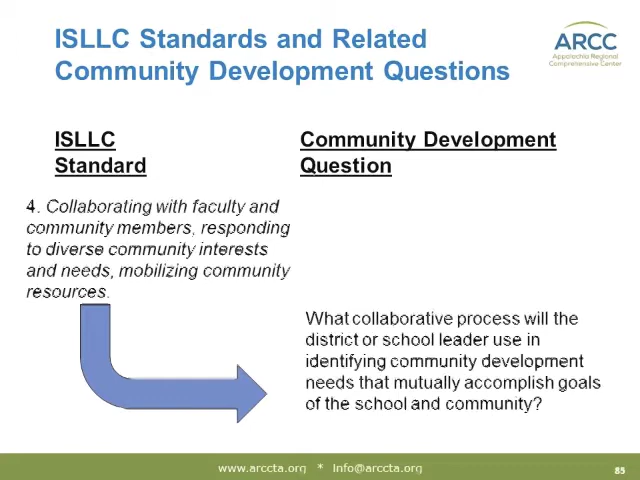 ISLLC Standards and Related
Community Development Questions
ARCC
Appalachia Regional
Comprehensive Center
ISLLC
Standard
Community Development
Question
4. Collaborating with faculty and
community members, responding
to diverse community interests
and needs, mobilizing community
resources.
What collaborative process will the
district or school leader use in
identifying community development
needs that mutually accomplish goals
of the school and community?
www.arccta.org * Info@arccta.org
85